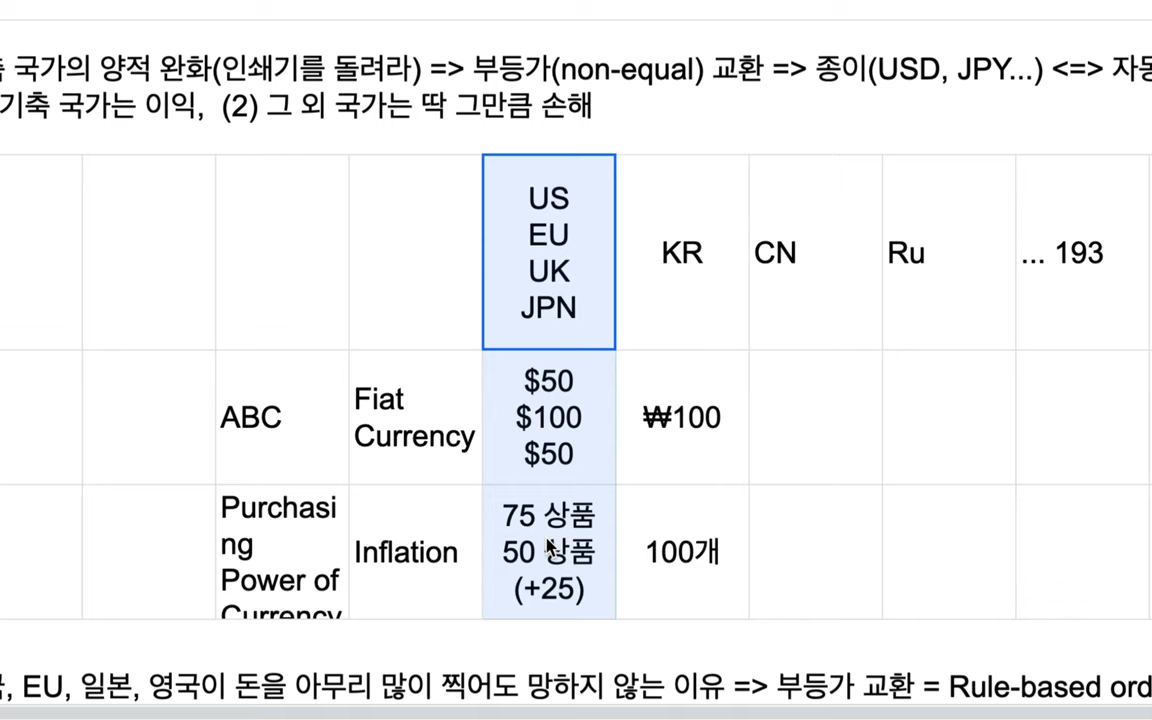 국가의 양적 완화(인쇄기를 돌려라) => 부등가(non-equal) 교환 => 종이(USD, JPY...) <=> 자동
기축 국가는 이익, (2) 그 외 국가는 딱 그만큼 손해
US
EU
UK
JPN
KR
CN
Ru
... 193
ABC
Fiat
Currency
$50
$100
$50
₩100
Purchasi
ng
Power of
Currency
Inflation
75 상품
50 상품
(+25)
100개
, EU, 일본, 영국이 돈을 아무리 많이 찍어도 망하지 않는 이유 => 부등가 교환 = Rule-based ord